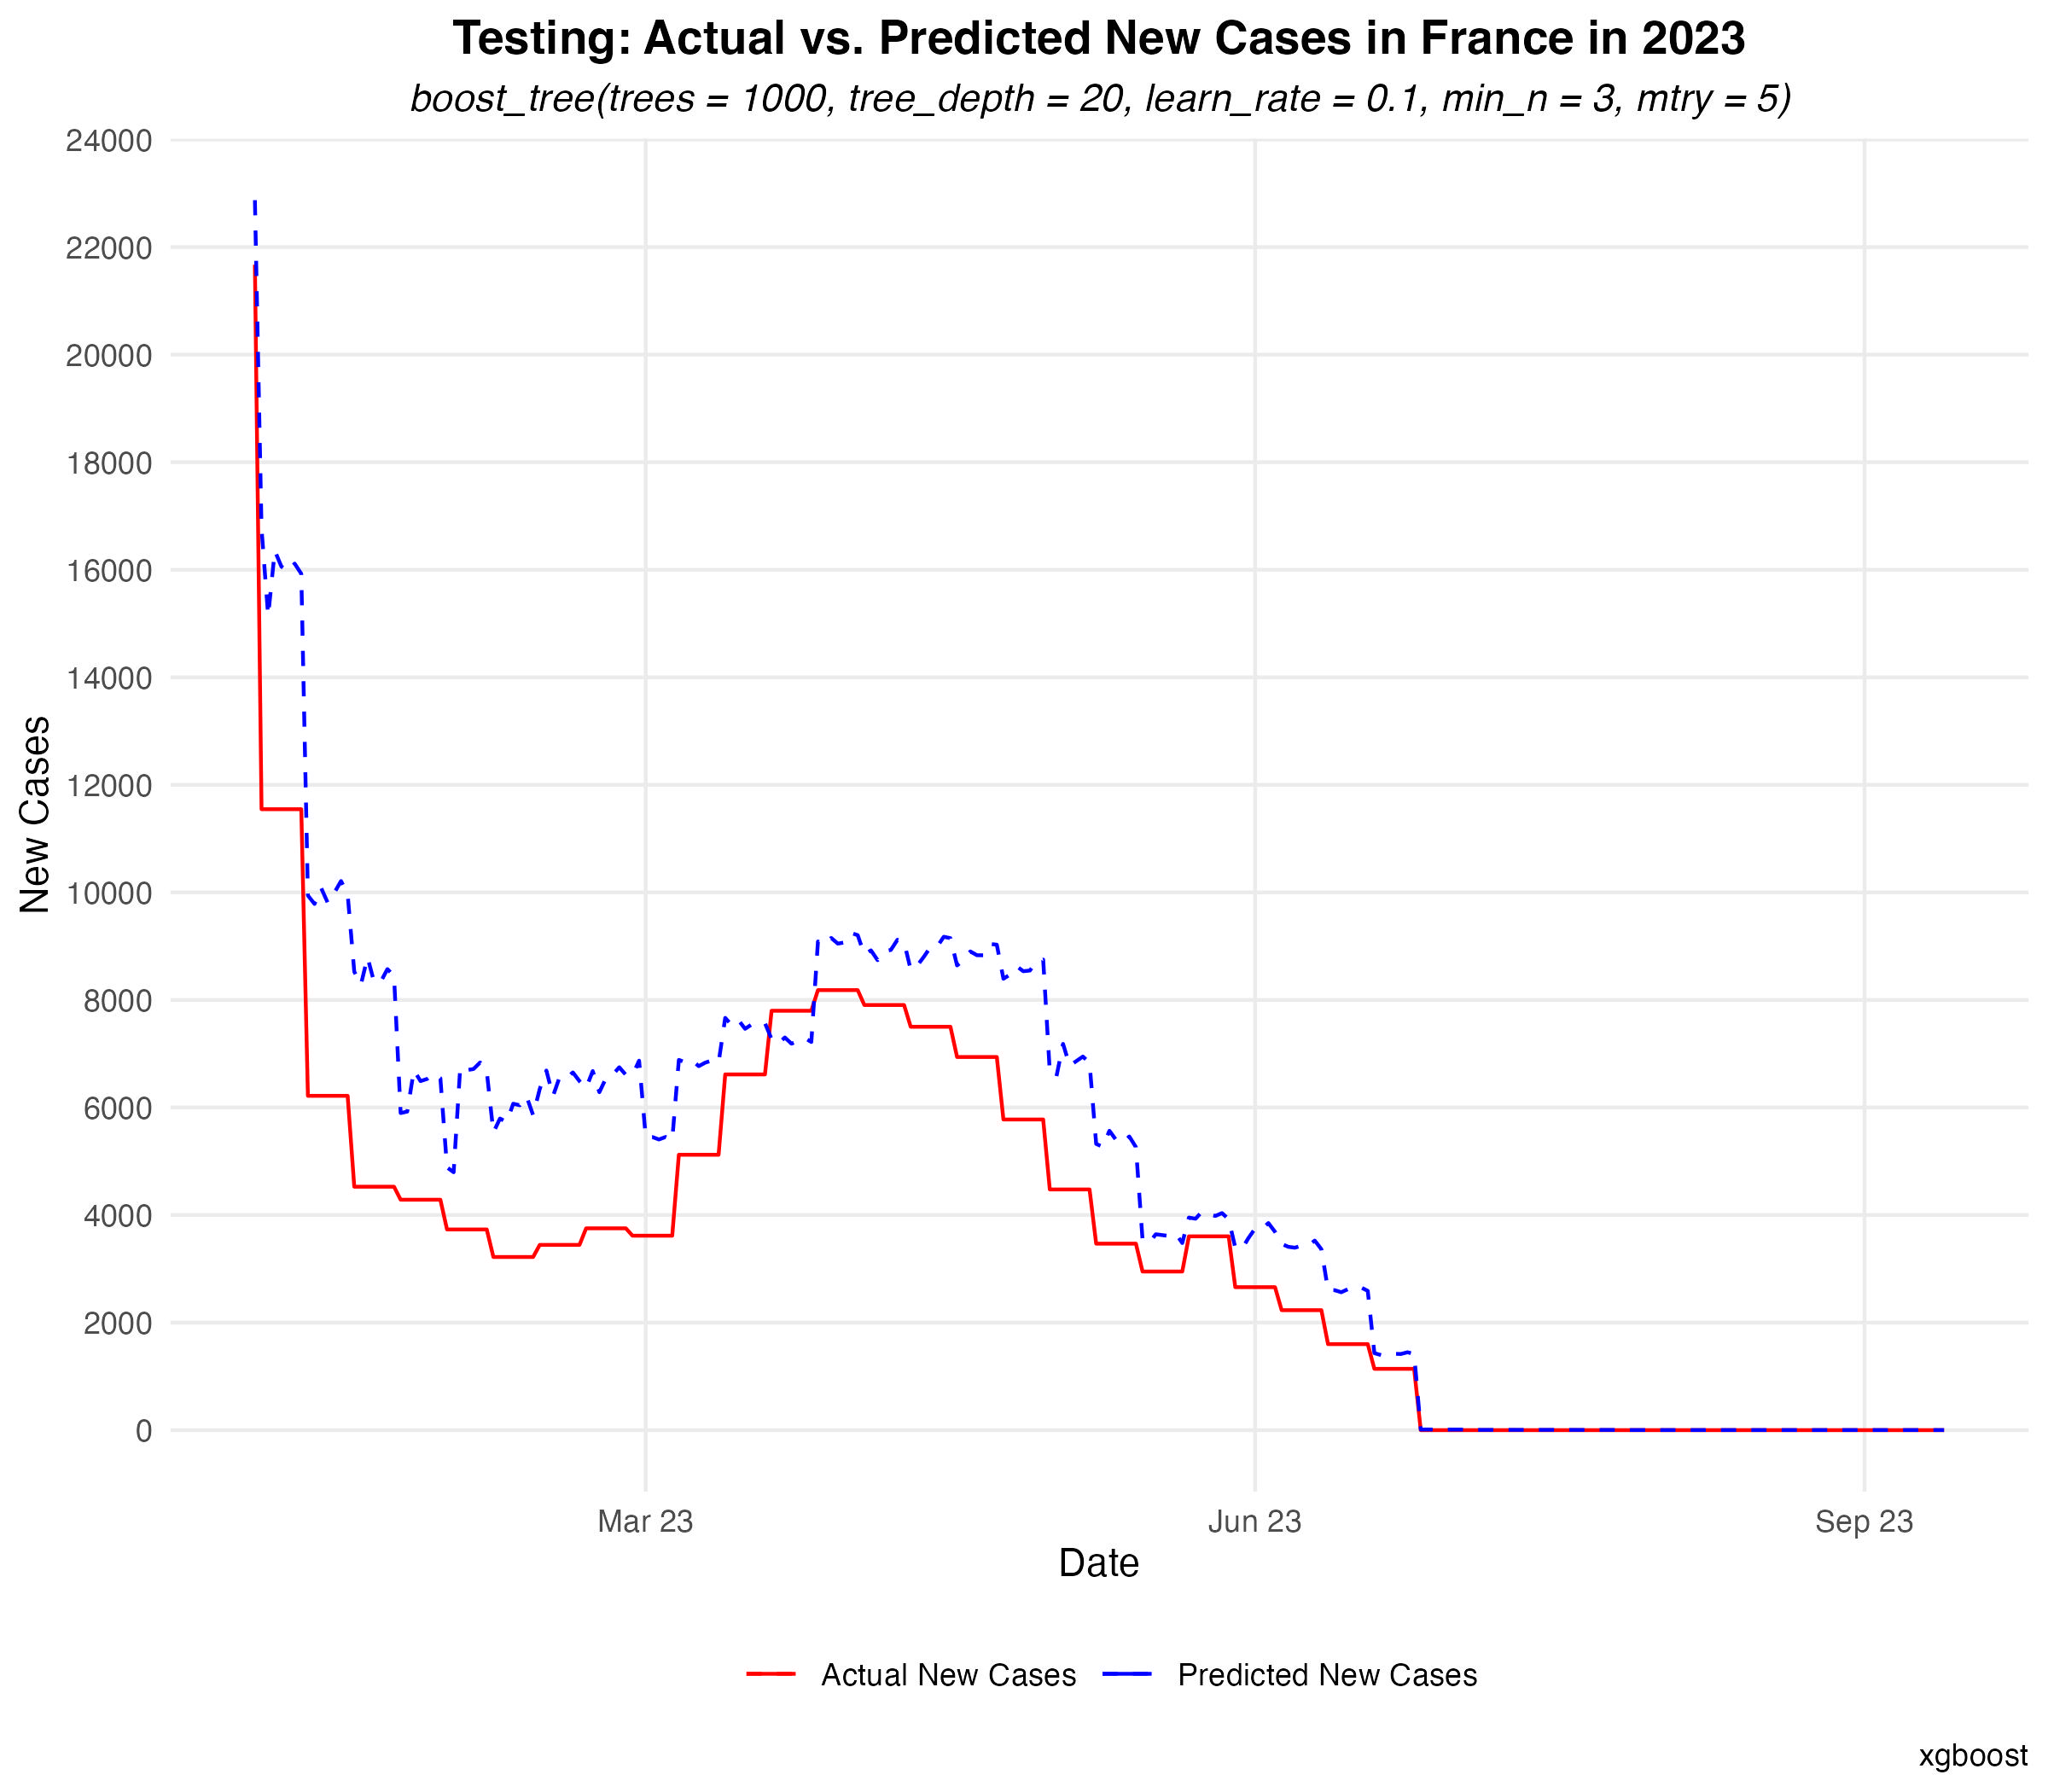 Testing: Actual vs. Predicted New Cases in France in 2023
boost_tree(trees = 1000, tree_depth = 20, learn_rate = 0.1, min_n = 3, mtry = 5)
24000
22000
20000
18000
16000
14000
12000
10000
8000
6000
4000
2000
0
New Cases
Mar 23 Jun 23 Sep 23
Date
Actual New Cases Predicted New Cases
xgboost